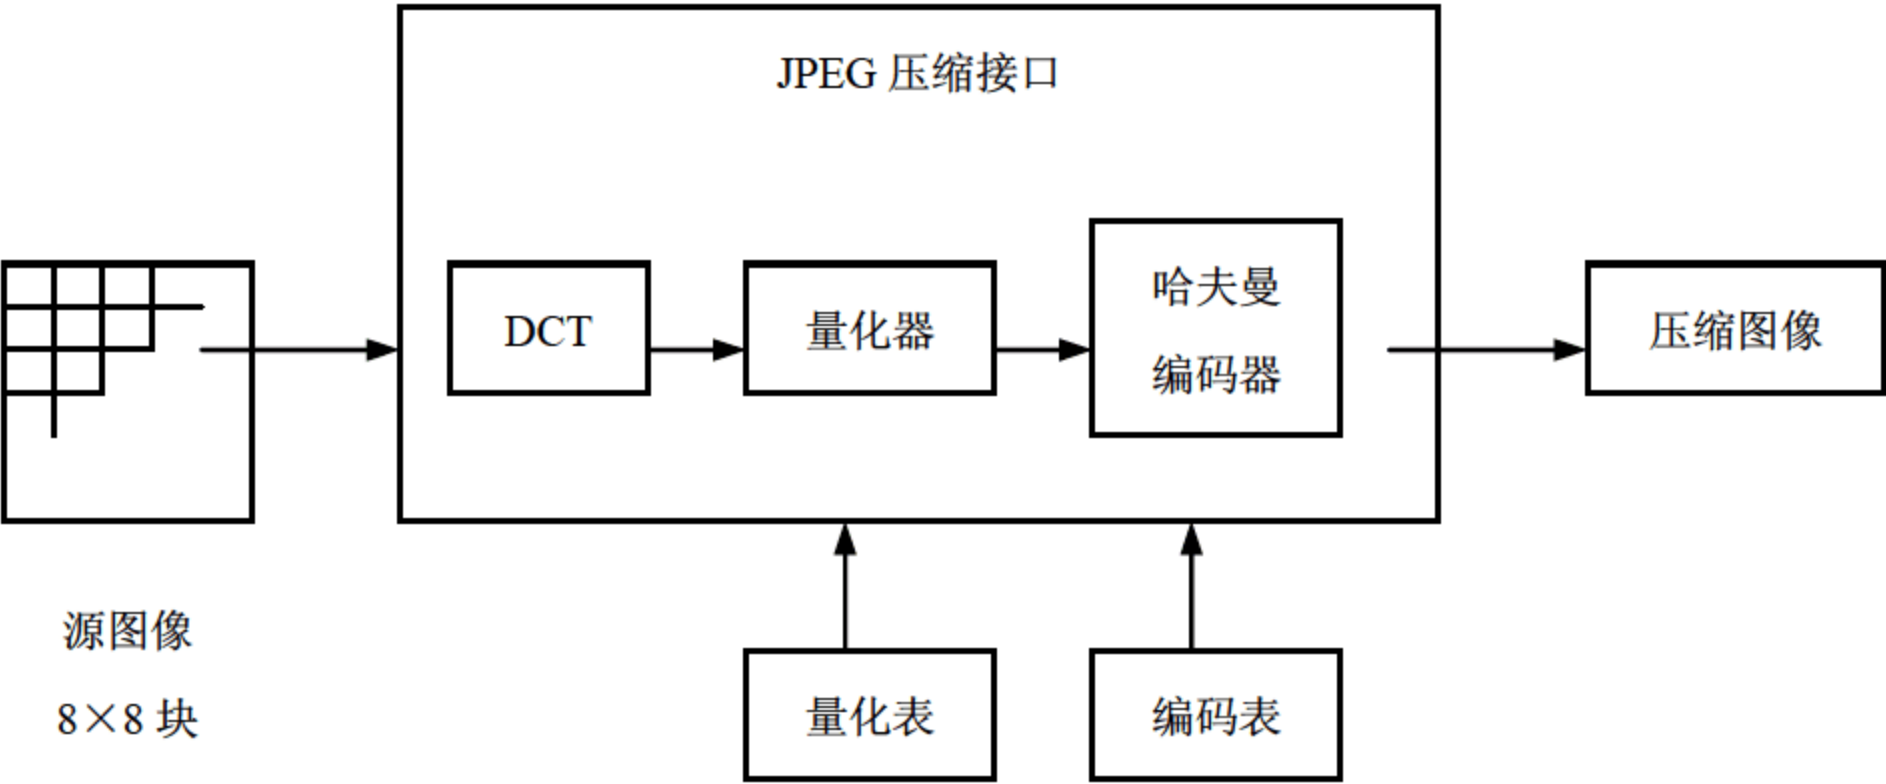 JPEG 压缩接口
DCT
量化器
哈夫曼
编码器
压缩图像
源图像
8×8 块
量化表
编码表